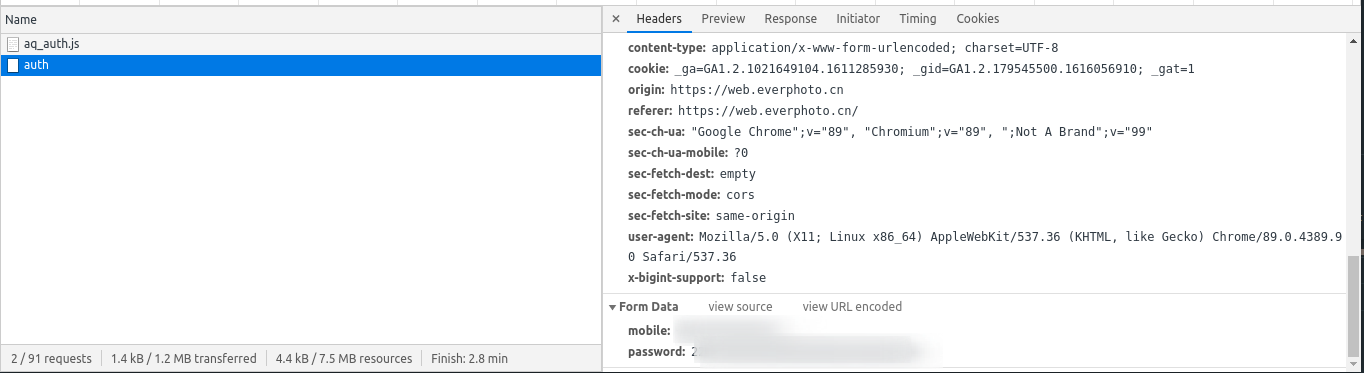 Name
aq_auth.js
auth
2 / 91 requests 1.4 kB / 1.2 MB transferred 4.4 kB / 7.5 MB resources Finish: 2.8 min
× Headers Preview Response Initiator Timing Cookies
content-type: application/x-www-form-urlencoded; charset=UTF-8
cookie: _ga=GA1.2.1021649104.1611285930; _gid=GA1.2.179545500.1616056910; _gat=1
origin: https://web.everphoto.cn
referer: https://web.everphoto.cn/
sec-ch-ua: "Google Chrome";v="89", "Chromium";v="89", ";Not A Brand";v="99"
sec-ch-ua-mobile: ?0
sec-fetch-dest: empty
sec-fetch-mode: cors
sec-fetch-site: same-origin
user-agent: Mozilla/5.0 (X11; Linux x86_64) AppleWebKit/537.36 (KHTML, like Gecko) Chrome/89.0.4389.9
0 Safari/537.36
x-bigint-support: false
Form Data view source view URL encoded
mobile:
password: 2